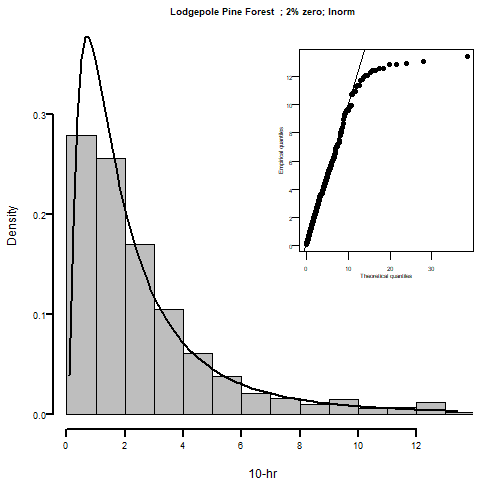 Lodgepole Pine Forest ; 2% zero; lnorm
Density
0.0
0.1
0.2
0.3
0 2 4 6 8 10 12
10-hr
Empirical quantiles
0 2 4 6 8 10 12
0 10 20 30
Theoretical quantiles